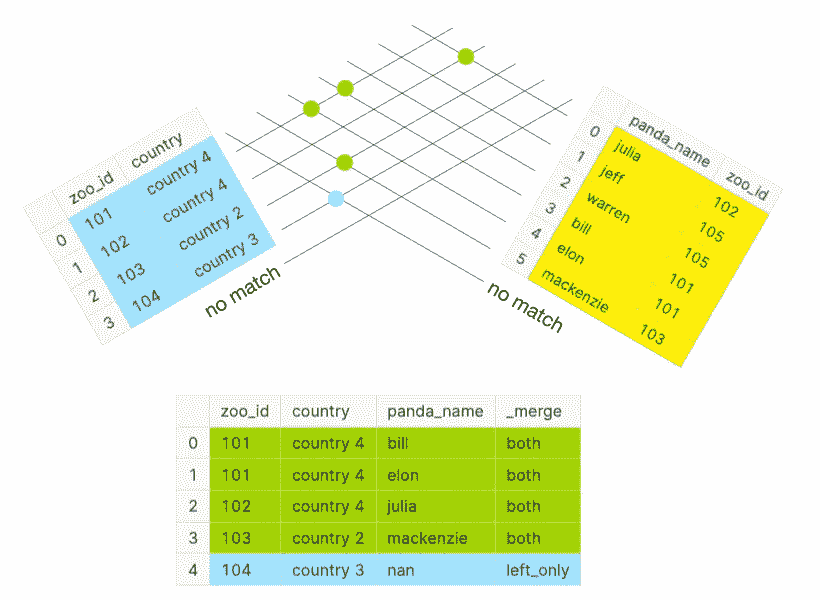 zoo_id country
0 101 country 4
1 102 country 4
2 103 country 2
3 104 country 3
no match
panda_name zoo_id
0 julia 102
1 jeff 105
2 warren 105
3 bill 101
4 elon 101
5 mackenzie 103
no match
zoo_id country panda_name _merge
0 101 country 4 bill both
1 101 country 4 elon both
2 102 country 4 julia both
3 103 country 2 mackenzie both
4 104 country 3 nan left_only